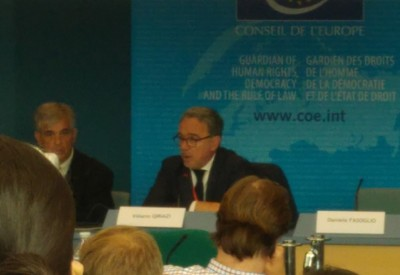 CONSEIL DE L'EUROPE
GUARDIAN OF
HUMAN RIGHTS,
DEMOCRACY
AND THE RULE OF LAW.
GARDIEN DES DROITS
DE L'HOMME
DE LA DÉMOCRATIE
ET DE L'ÉTAT DE DROIT
www.coe.int